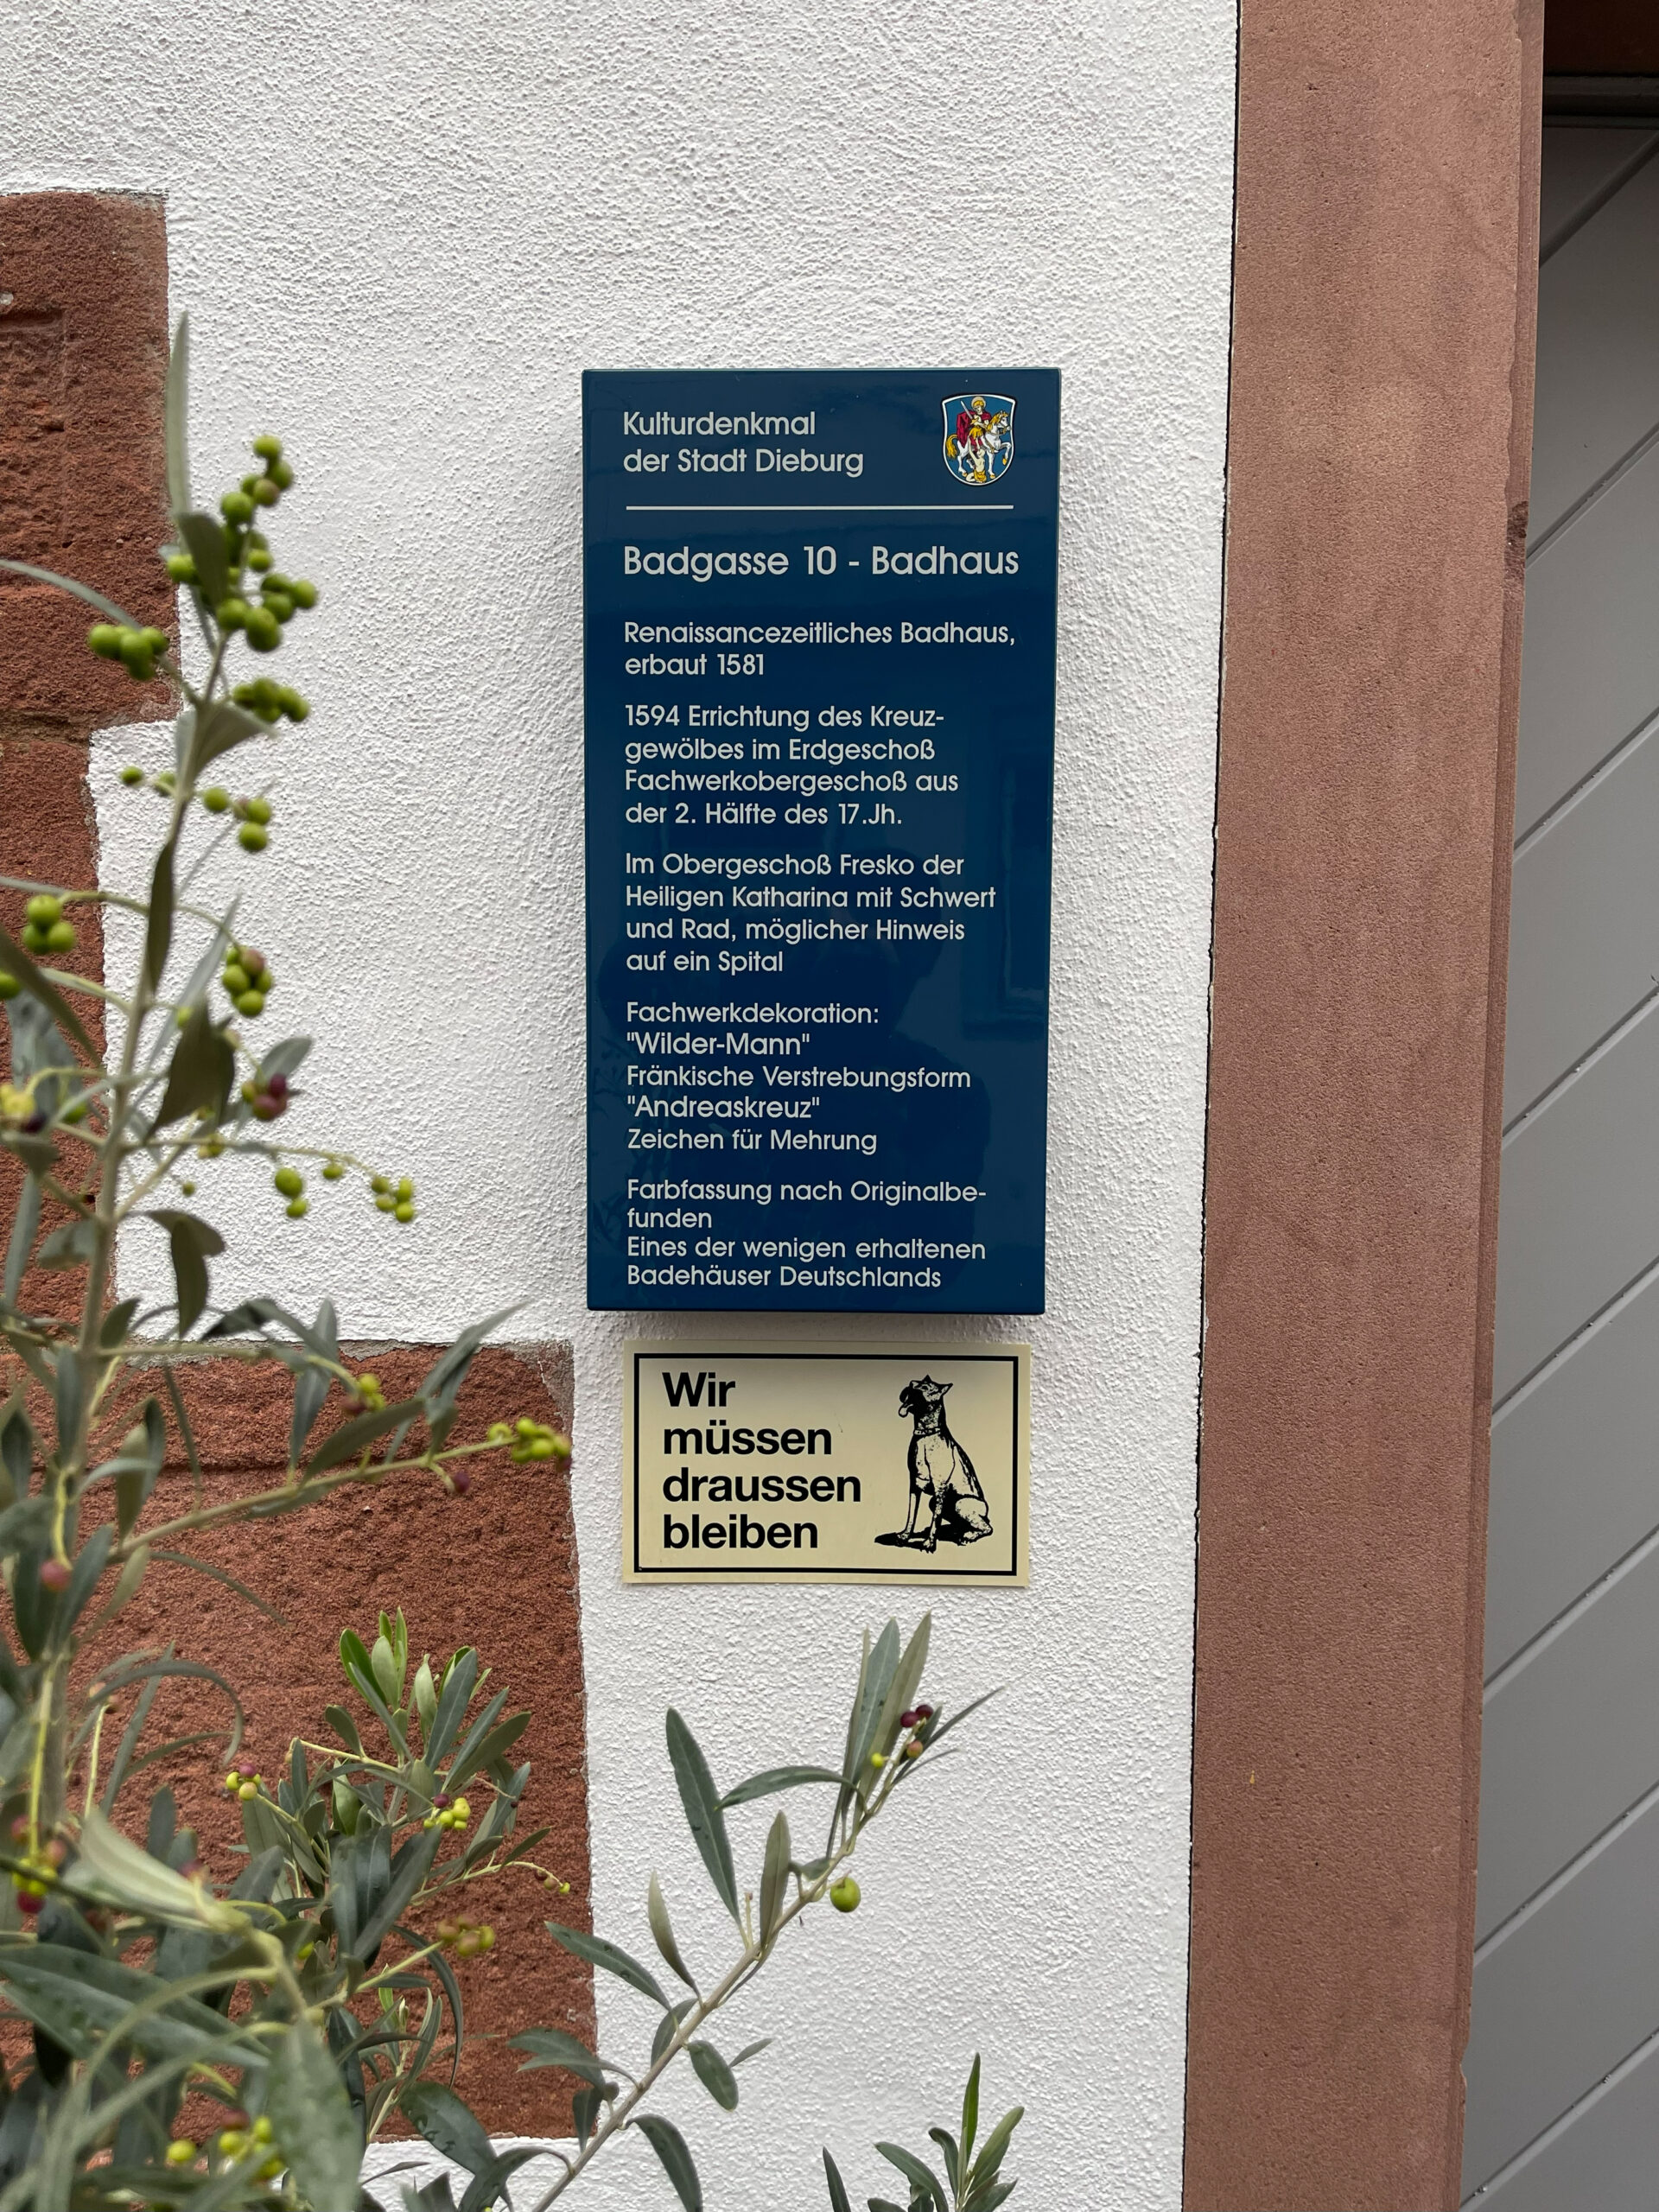 Kulturdenkmal
der Stadt Dieburg
Badgasse 10 - Badhaus
Renaissancezeitliches Badhaus,
erbaut 1581
1594 Errichtung des Kreuz-
gewölbes im Erdgeschoß
Fachwerkobergeschoß aus
der 2. Hälfte des 17.Jh.
Im Obergeschoß Fresko der
Heiligen Katharina mit Schwert
und Rad, möglicher Hinweis
auf ein Spital
Fachwerkdekoration:
"Wilder-Mann"
Fränkische Verstrebungsform
"Andreaskreuz"
Zeichen für Mehrung
Farbfassung nach Originalbe-
funden
Eines der wenigen erhaltenen
Badehäuser Deutschlands
Wir
müssen
draussen
bleiben